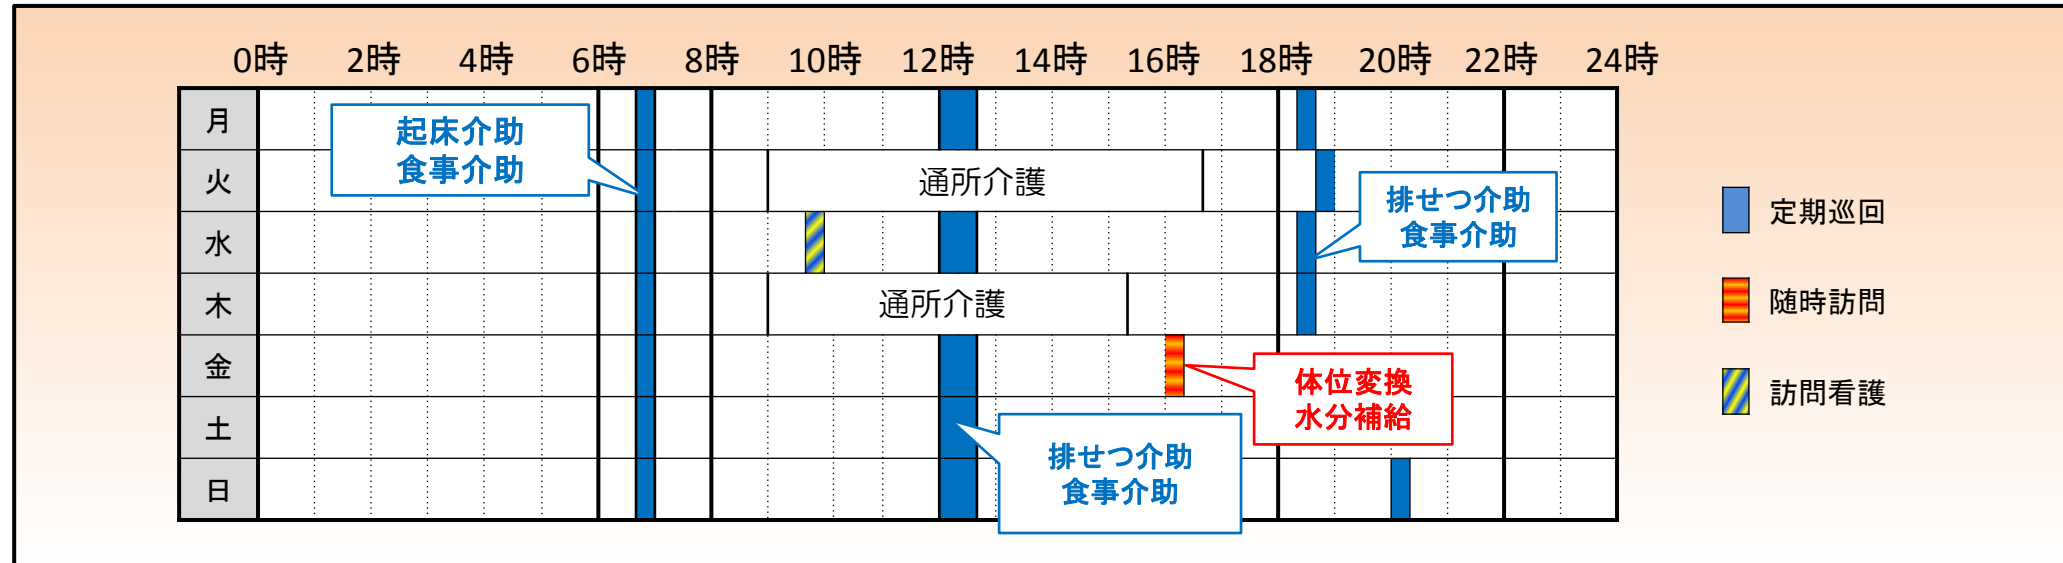 0時 2時 4時 6時 8時 10時 12時 14時 16時 18時 20時 22時 24時
月
起床介助
食事介助
火
通所介護
排せつ介助
食事介助
水
木
通所介護
金
体位変換
水分補給
土
排せつ介助
食事介助
日
定期巡回
随時訪問
訪問看護